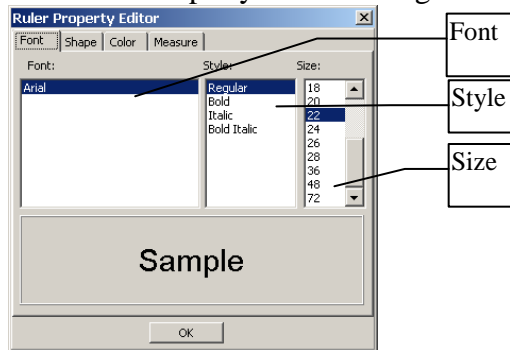 Ruler Property Editor
Font Shape Color Measure
Font: Style: Size:
Arial Regular 18
Bold 20
Italic 22
Bold Italic 24
26
28
36
48
72
Sample
OK
Font
Style
Size